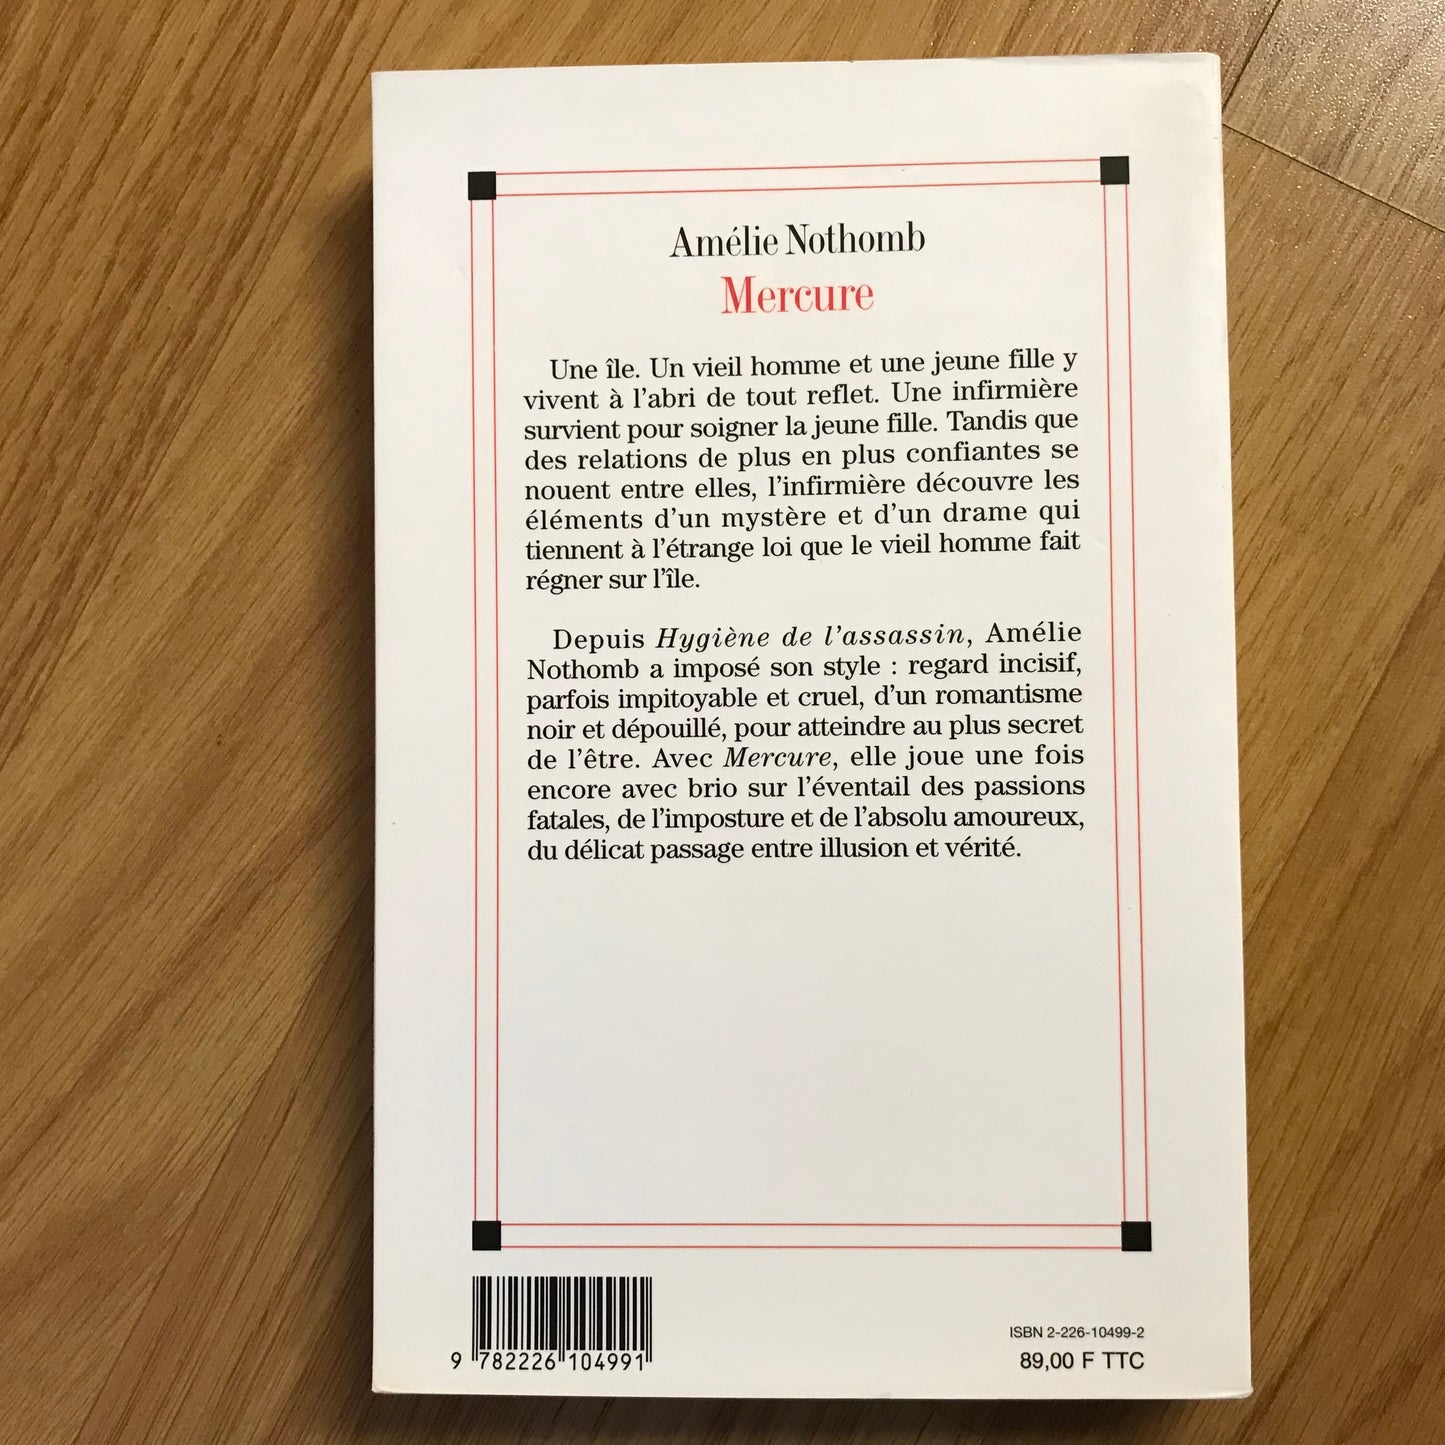 Amélie Nothomb
Mercure
Une île. Un vieil homme et une jeune fille y
vivent à l'abri de tout reflet. Une infirmière
survient pour soigner la jeune fille. Tandis que
des relations de plus en plus confiantes se
nouent entre elles, l'infirmière découvre les
éléments d'un mystère et d'un drame qui
tiennent à l'étrange loi que le vieil homme fait
régner sur l'île.
Depuis Hygiène de l'assassin, Amélie
Nothomb a imposé son style : regard incisif,
parfois impitoyable et cruel, d'un romantisme
noir et dépouillé, pour atteindre au plus secret
de l'être. Avec Mercure, elle joue une fois
encore avec brio sur l'éventail des passions
fatales, de l'imposture et de l'absolu amoureux,
du délicat passage entre illusion et vérité.
9 782226 104991
ISBN 2-226-10499-2
89,00 F TTC